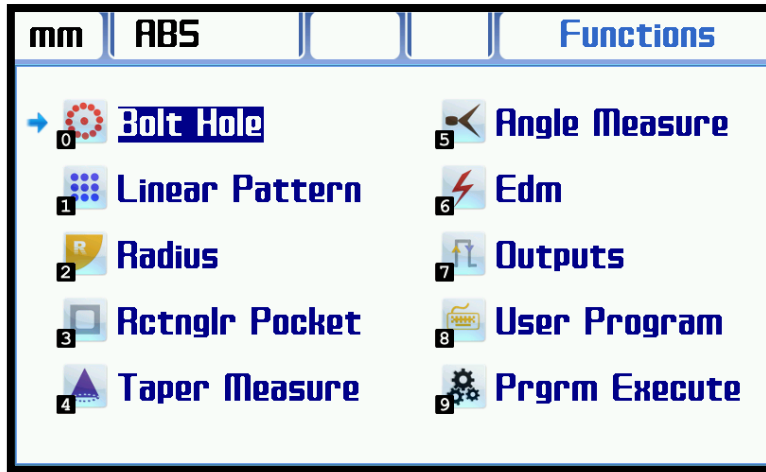 mm ABS Functions
0 Bolt Hole
1 Linear Pattern
R
2 Radius
3 Rctnglr Pocket
4 Taper Measure
5 Angle Measure
6 Edm
7 Outputs
8 User Program
9 Prgrm Execute